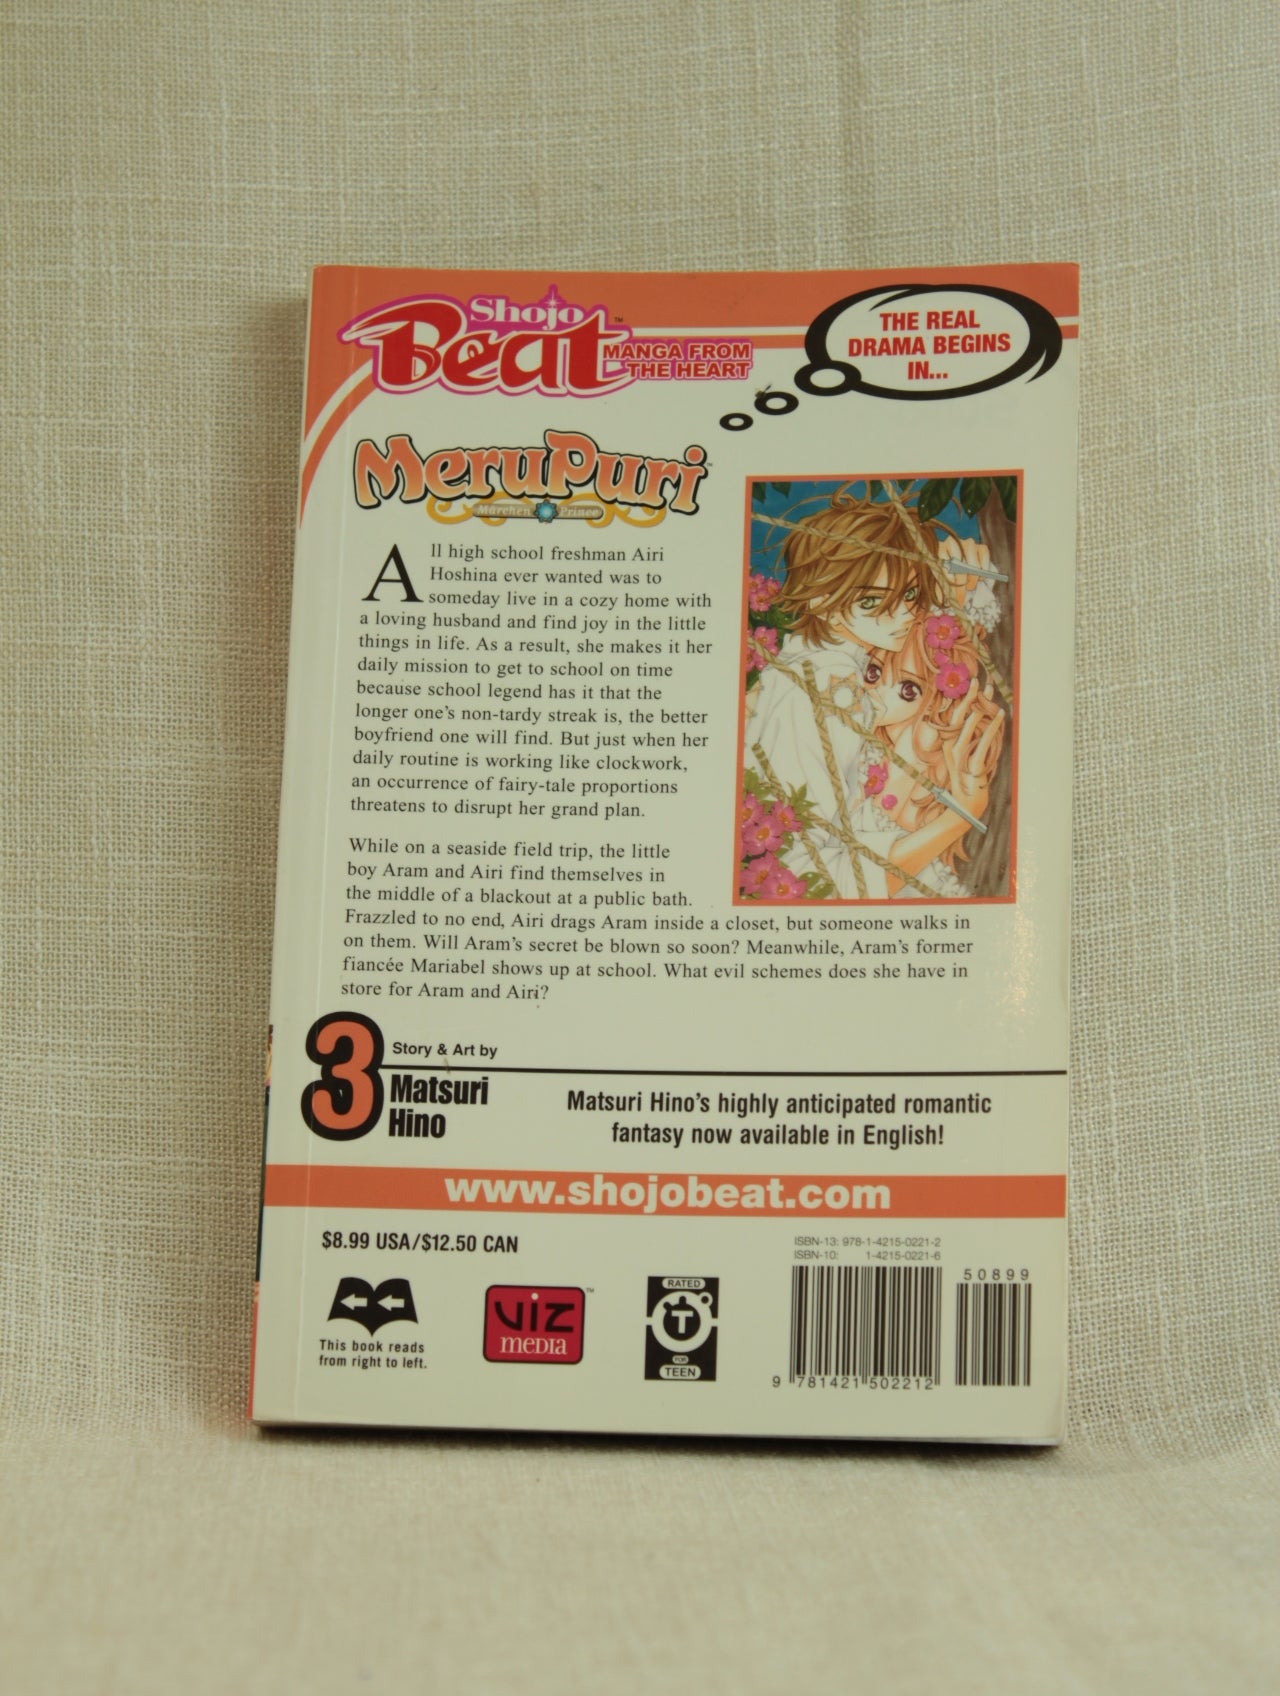 Shojo
Beat™
MANGA FROM
THE HEART
THE REAL
DRAMA BEGINS
IN...
MeruPuri™
Märchen Prince
All high school freshman Airi
Hoshina ever wanted was to
someday live in a cozy home with
a loving husband and find joy in the little
things in life. As a result, she makes it her
daily mission to get to school on time
because school legend has it that the
longer one's non-tardy streak is, the better
boyfriend one will find. But just when her
daily routine is working like clockwork,
an occurrence of fairy-tale proportions
threatens to disrupt her grand plan.
While on a seaside field trip, the little
boy Aram and Airi find themselves in
the middle of a blackout at a public bath.
Frazzled to no end, Airi drags Aram inside a closet, but someone walks in
on them. Will Aram's secret be blown so soon? Meanwhile, Aram's former
fiancée Mariabel shows up at school. What evil schemes does she have in
store for Aram and Airi?
3
Story & Art by
Matsuri
Hino
Matsuri Hino's highly anticipated romantic
fantasy now available in English!
www.shojobeat.com
$8.99 USA/$12.50 CAN
This book reads
from right to left.
VIZ™
MEDIA
RATED
T
FOR
TEEN
ISBN-13: 978-1-4215-0221-2
ISBN-10: 1-4215-0221-6
50899
9 781421 502212